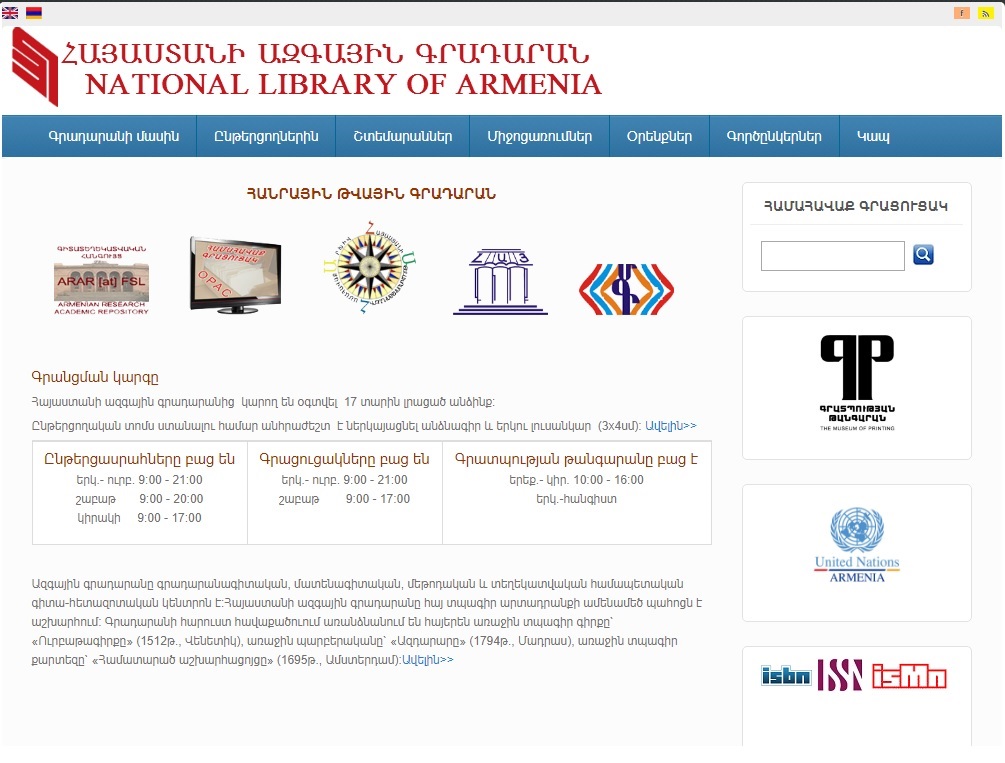 ՀԱՅԱՍՏԱՆԻ ԱԶԳԱՅԻՆ ԳՐԱԴԱՐԱՆ
NATIONAL LIBRARY OF ARMENIA
Գրադարանի մասին Ընթերցողներին Շտեմարաններ Միջոցառումներ Օրենքներ Գործընկերներ Կապ
ՀԱՆՐԱՅԻՆ ԹՎԱՅԻՆ ԳՐԱԴԱՐԱՆ
ԳԻՏԱՏԵՂԵԿԱՏՎԱԿԱՆ
ՀԱՆԳՈՒՅՑ
ARAR [at] FSL
ARMENIAN RESEARCH
ACADEMIC REPOSITORY
ՀԱՄԱՀԱՎԱՔ
ԳՐԱՑՈՒՑԱԿ
OPAC
Գրանցման կարգը
Հայաստանի ազգային գրադարանից կարող են օգտվել 17 տարին լրացած անձինք:
Ընթերցողական տոմս ստանալու համար անհրաժեշտ է ներկայացնել անձնագիր և երկու լուսանկար (3x4սմ): Ավելին>>
Ընթերցասրահները բաց են
երկ.- ուրբ. 9:00 - 21:00
շաբաթ 9:00 - 20:00
կիրակի 9:00 - 17:00
Գրացուցակները բաց են
երկ.- ուրբ. 9:00 - 21:00
շաբաթ 9:00 - 17:00
Գրատպության թանգարանը բաց է
երեք.- կիր. 10:00 - 16:00
երկ.-հանգիստ
Ազգային գրադարանը գրադարանագիտական, մատենագիտական, մեթոդական և տեղեկատվական համապետական
գիտա-հետազոտական կենտրոն է:Հայաստանի ազգային գրադարանը հայ տպագիր արտադրանքի ամենամեծ պահոցն է
աշխարհում: Գրադարանի հարուստ հավաքածուում առանձնանում են հայերեն առաջին տպագիր գիրքը`
«Ուրբաթագիրքը» (1512թ., Վենետիկ), առաջին պարբերականը` «Ազդարարը» (1794թ., Մադրաս), առաջին տպագիր
քարտեզը` «Համատարած աշխարհացոյցը» (1695թ., Ամստերդամ):Ավելին>>
ՀԱՄԱՀԱՎԱՔ ԳՐԱՑՈՒՑԱԿ
ԳՐԱՏՊՈՒԹՅԱՆ
ԹԱՆԳԱՐԱՆ
THE MUSEUM OF PRINTING
United Nations
ARMENIA
isbn ISSN isMn